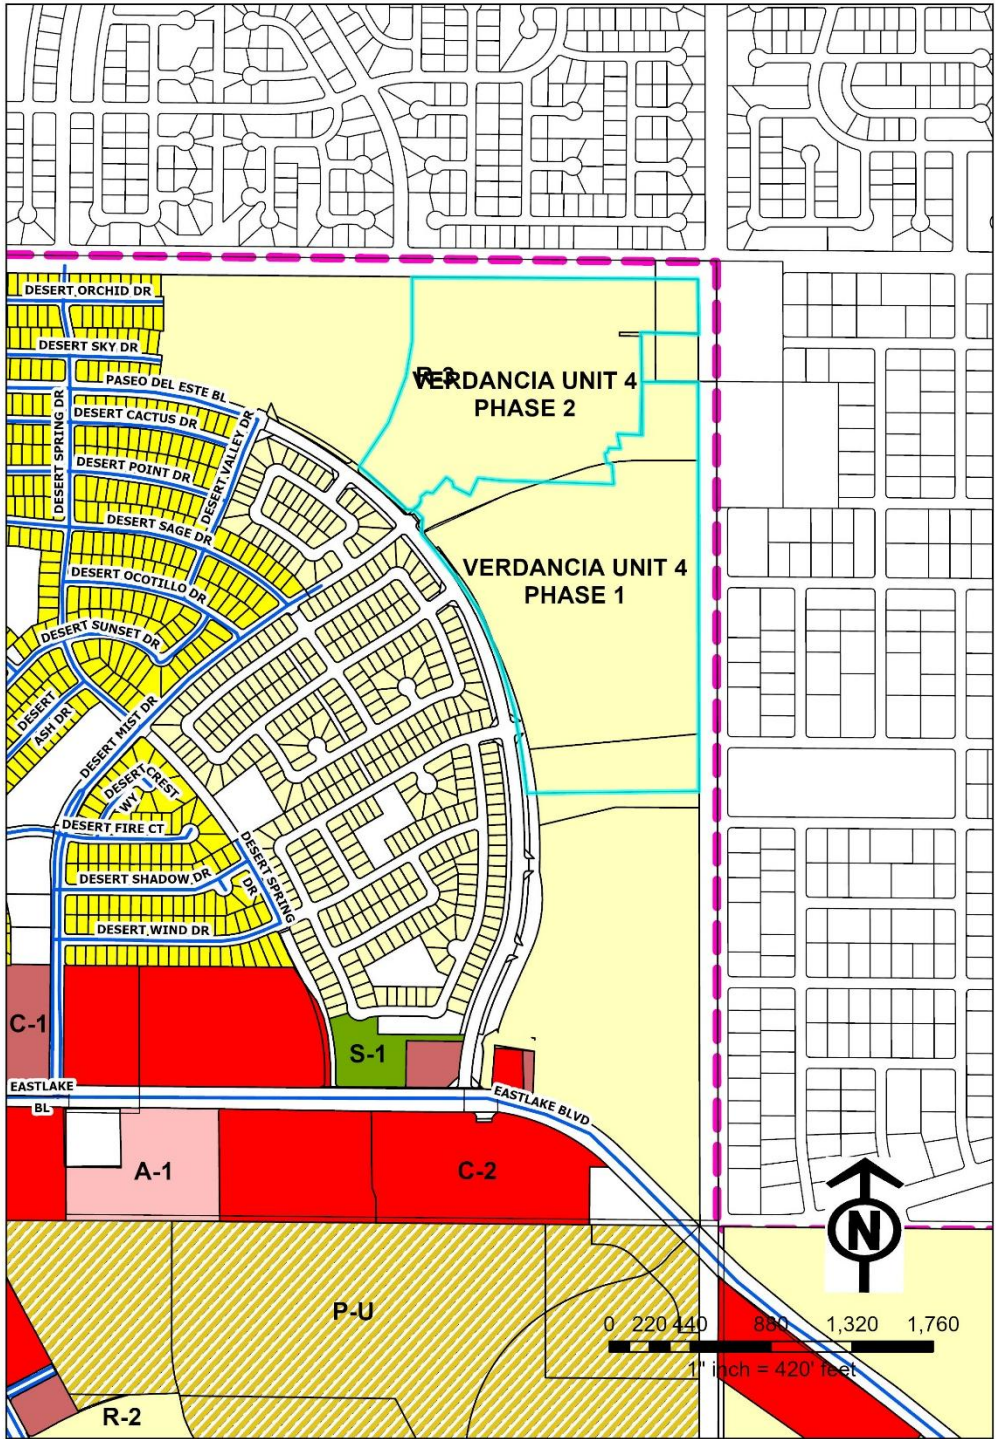 DESERT ORCHID DR
DESERT SKY DR
PASEO DEL ESTE BL
DESERT CACTUS DR
DESERT SPRING DR
DESERT VALLEY DR
DESERT POINT DR
R-3
VERDANCIA UNIT 4
PHASE 2
DESERT SAGE DR
DESERT OCOTILLO DR
VERDANCIA UNIT 4
PHASE 1
DESERT SUNSET DR
DESERT
ASH DR
DESERT MIST DR
DESERT CREST
WY
DESERT FIRE CT
DESERT SHADOW DR
DESERT SPRING
DR
DESERT WIND DR
C-1
S-1
EASTLAKE
BL
EASTLAKE BLVD
A-1
C-2
N
P-U
0 220 440 880 1,320 1,760
1" inch = 420' feet
R-2